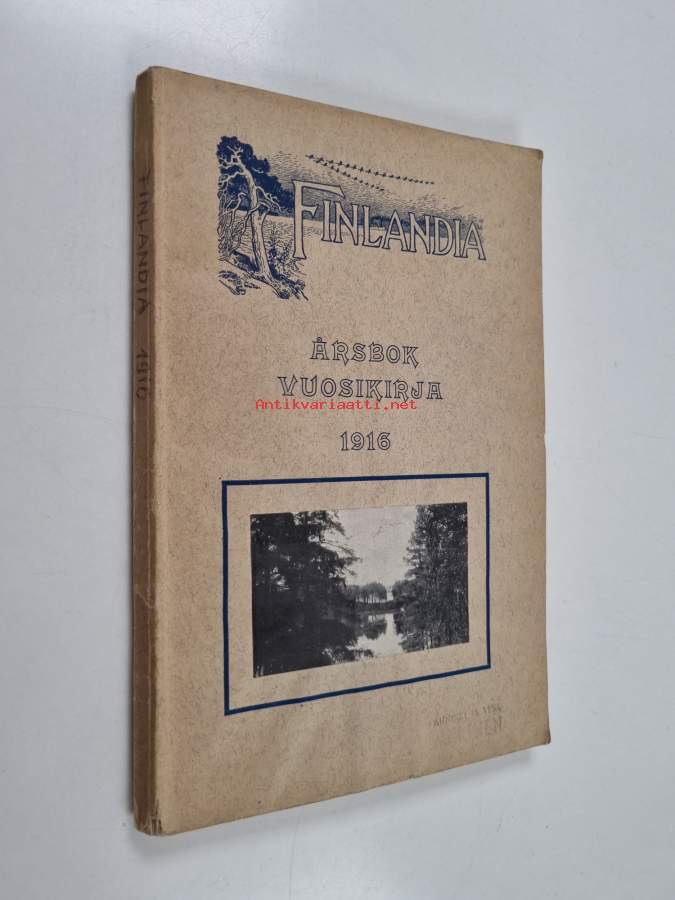 FINLANDIA 1916
FINLANDIA
ÅRSBOK
VUOSIKIRJA
Antikvariaatti.net
1916